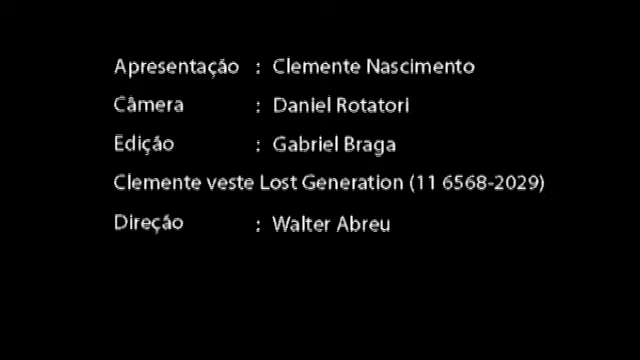 Apresentação : Clemente Nascimento
Câmera : Daniel Rotatori
Edição : Gabriel Braga
Clemente veste Lost Generation (11 6568-2029)
Direção : Walter Abreu